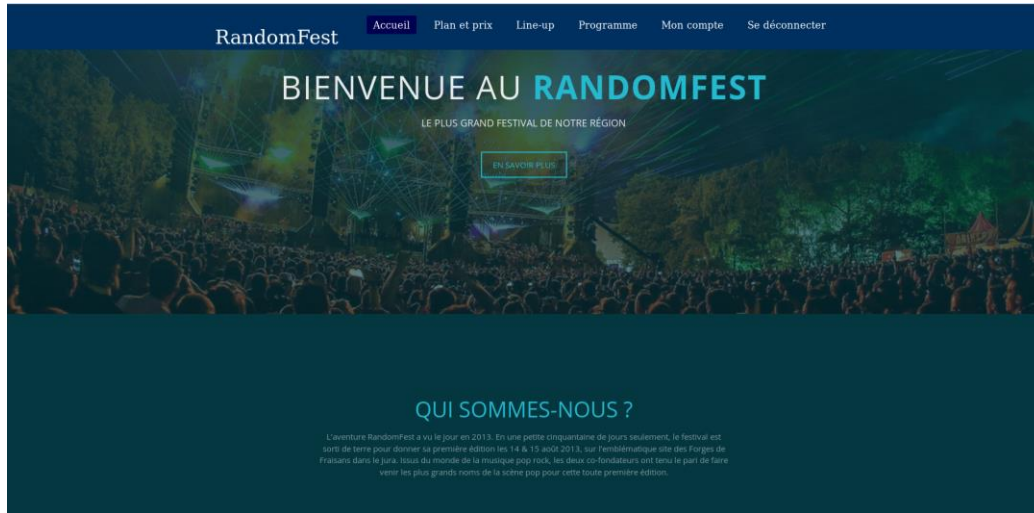 RandomFest
Accueil Plan et prix Line-up Programme Mon compte Se déconnecter
BIENVENUE AU RANDOMFEST
LE PLUS GRAND FESTIVAL DE NOTRE RÉGION
EN SAVOIR PLUS
QUI SOMMES-NOUS ?
L'aventure RandomFest a vu le jour en 2013. En une petite cinquantaine de jours seulement, le festival est
sorti de terre pour donner sa première édition les 14 & 15 août 2013, sur l'emblématique site des Forges de
Fraisans dans le Jura. Issus du monde de la musique pop rock, les deux co-fondateurs ont tenu le pari de faire
venir les plus grands noms de la scène pop pour cette toute première édition.